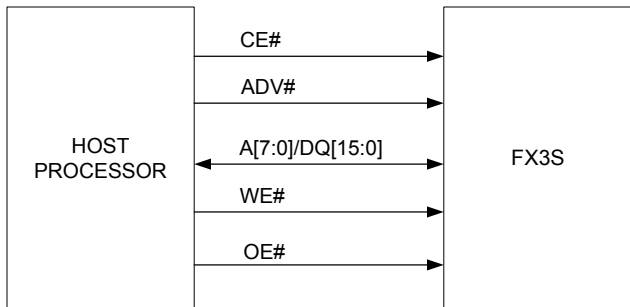 CE#
ADV#
HOST
PROCESSOR
A[7:0]/DQ[15:0]
FX3S
WE#
OE#